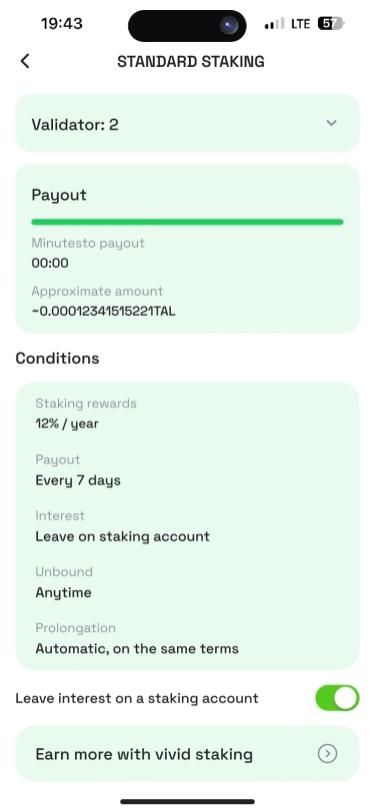 19:43
LTE
57
STANDARD STAKING
Validator: 2
Payout
Minutesto payout
00:00
Approximate amount
~0.00012341515221TAL
Conditions
Staking rewards
12% / year
Payout
Every 7 days
Interest
Leave on staking account
Unbound
Anytime
Prolongation
Automatic, on the same terms
Leave interest on a staking account
Earn more with vivid staking